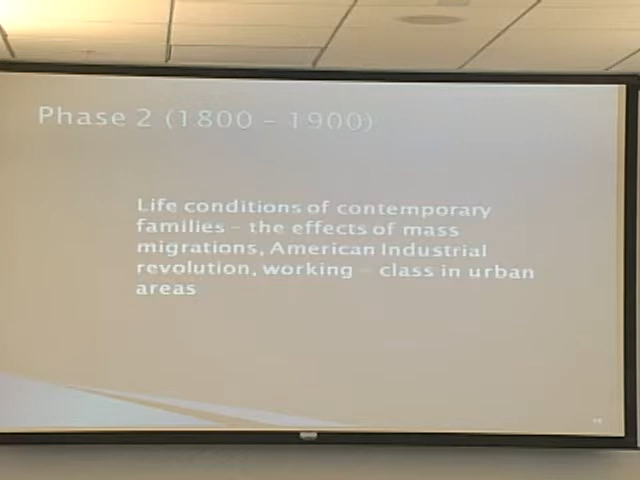 Phase 2 (1800 – 1900)
Life conditions of contemporary
families – the effects of mass
migrations, American Industrial
revolution, working – class in urban
areas